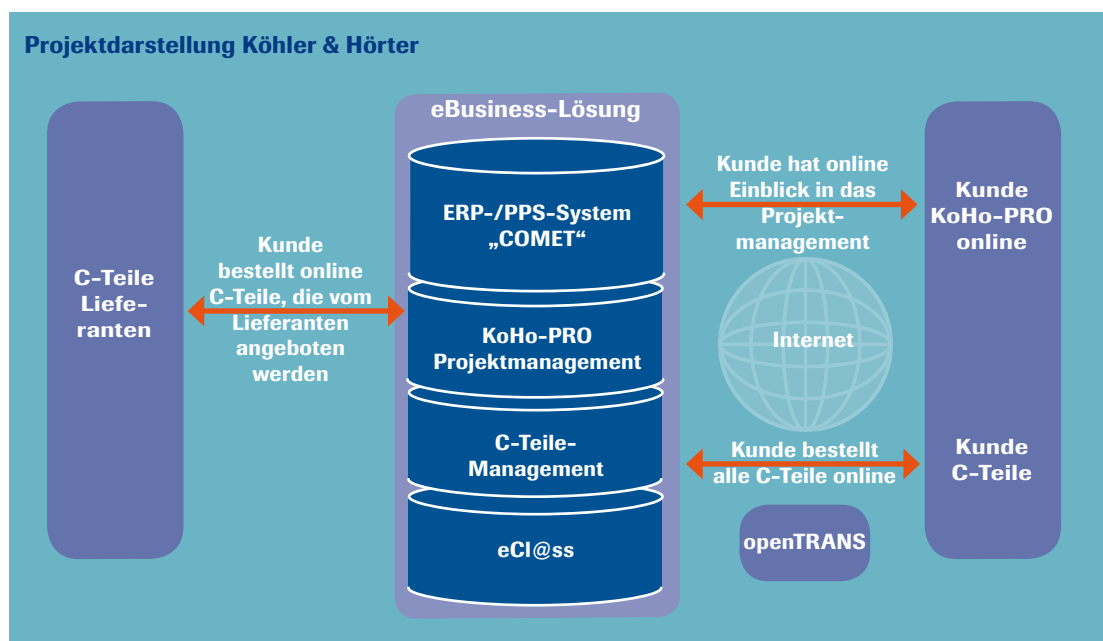 Projektdarstellung Köhler & Hörter
C-Teile
Liefe-
ranten
Kunde
bestellt online
C-Teile, die vom
Lieferanten
angeboten
werden
eBusiness-Lösung
ERP-/PPS-System
„COMET“
KoHo-PRO
Projektmanagement
C-Teile-
Management
eCl@ss
Kunde hat online
Einblick in das
Projekt-
management
Internet
Kunde bestellt
alle C-Teile online
openTRANS
Kunde
KoHo-PRO
online
Kunde
C-Teile